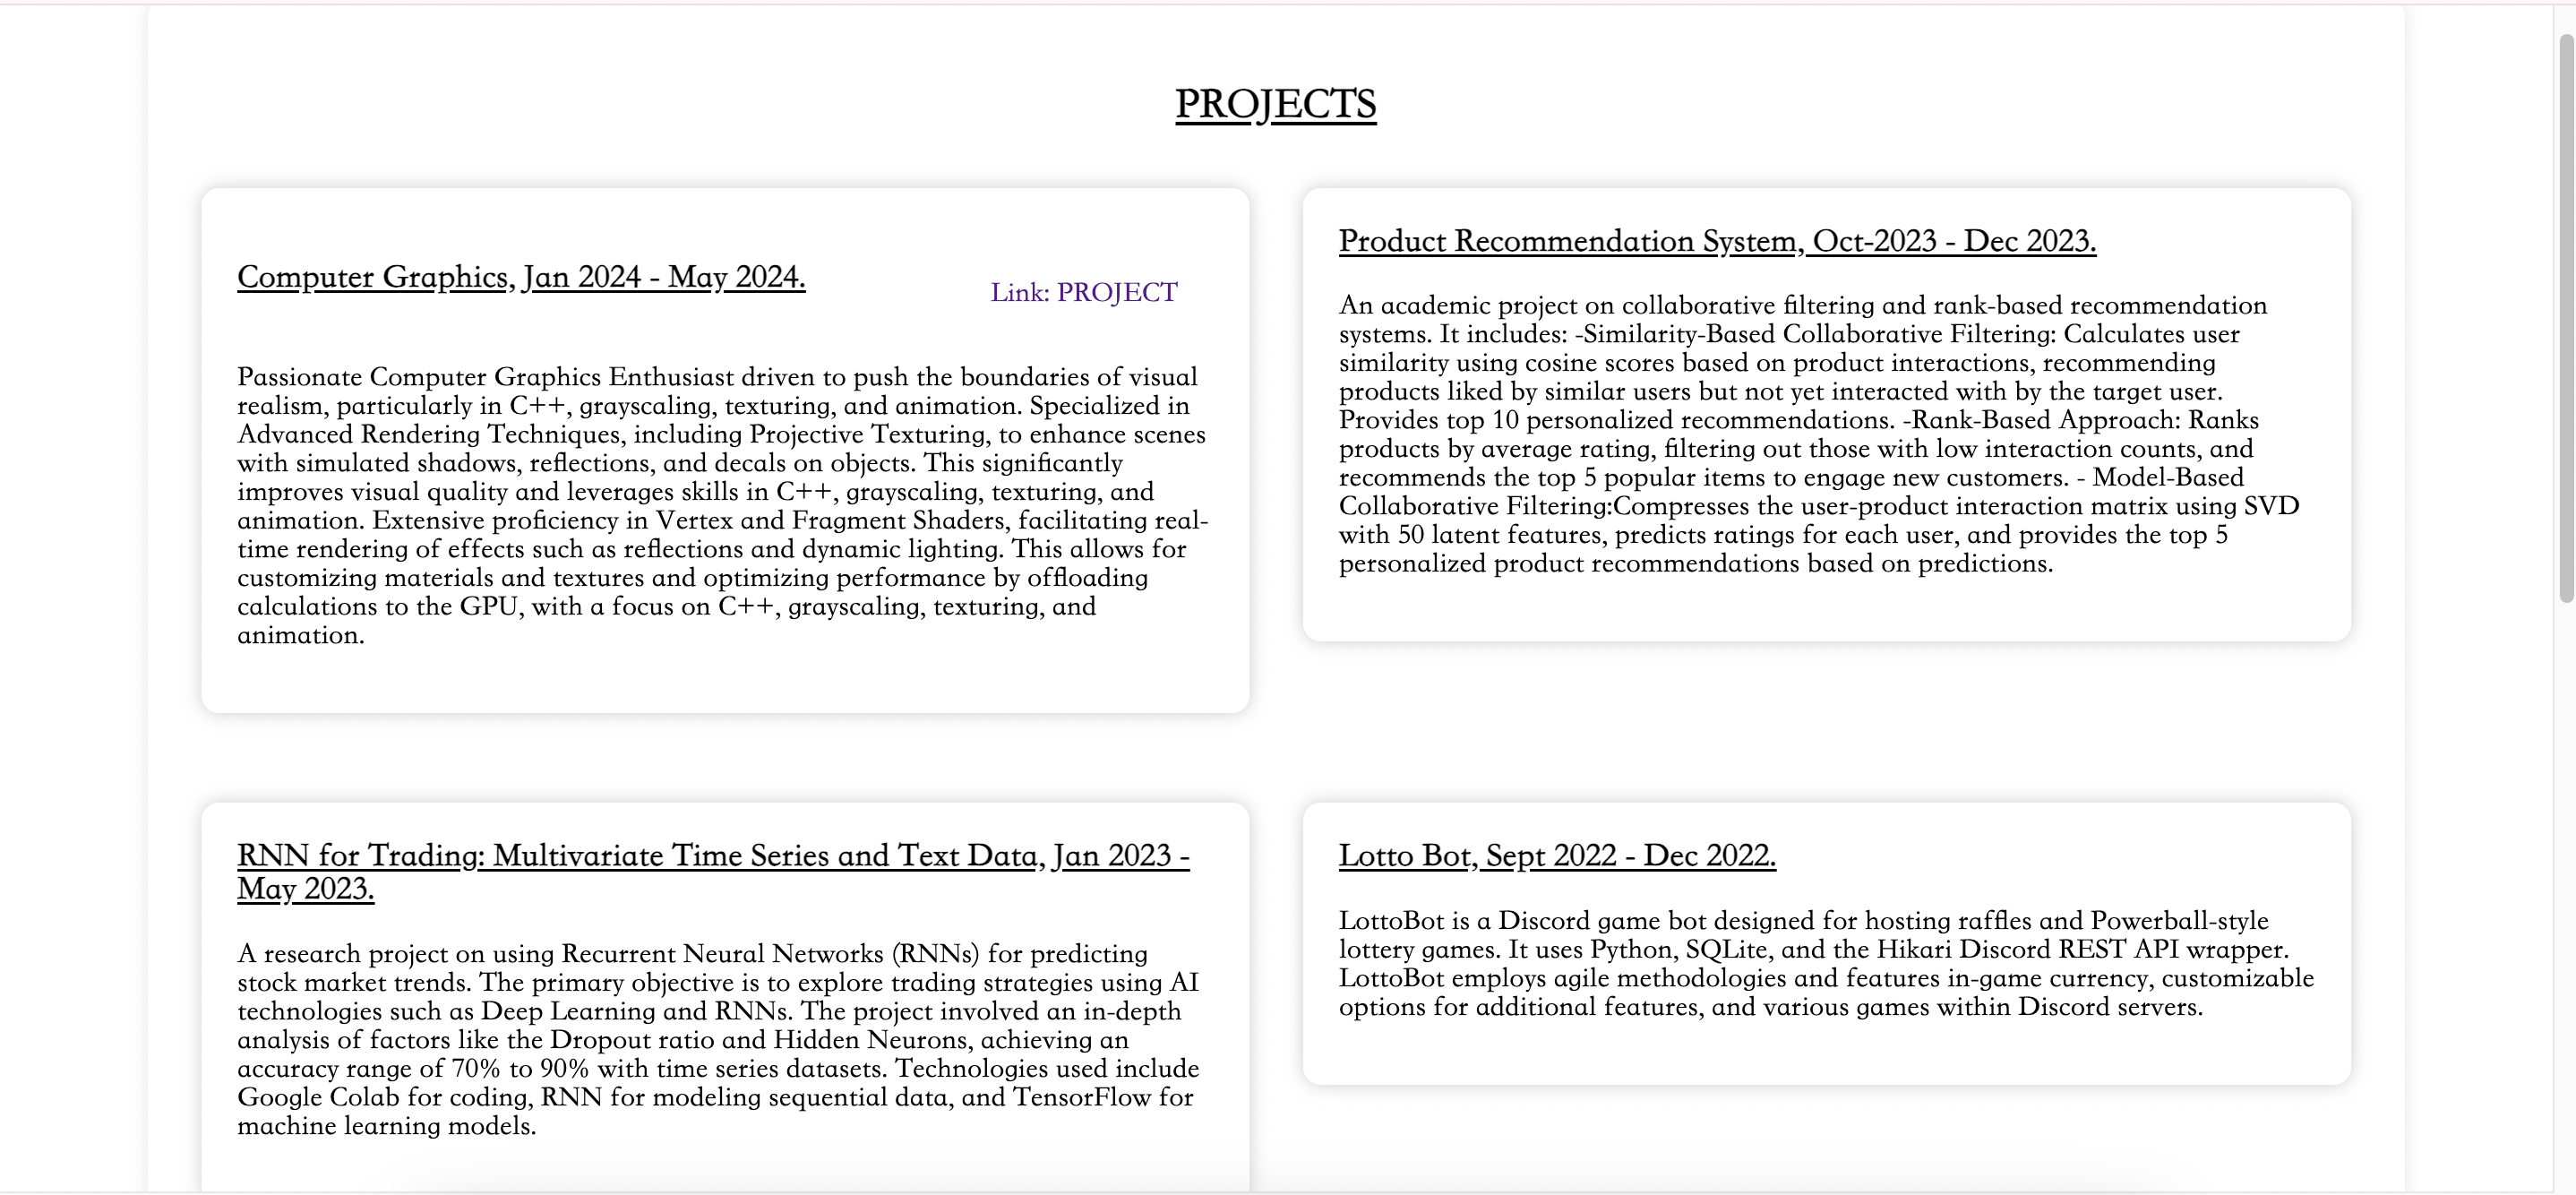 PROJECTS
Computer Graphics, Jan 2024 - May 2024.
Link: PROJECT
Passionate Computer Graphics Enthusiast driven to push the boundaries of visual
realism, particularly in C++, grayscaling, texturing, and animation. Specialized in
Advanced Rendering Techniques, including Projective Texturing, to enhance scenes
with simulated shadows, reflections, and decals on objects. This significantly
improves visual quality and leverages skills in C++, grayscaling, texturing, and
animation. Extensive proficiency in Vertex and Fragment Shaders, facilitating real-
time rendering of effects such as reflections and dynamic lighting. This allows for
customizing materials and textures and optimizing performance by offloading
calculations to the GPU, with a focus on C++, grayscaling, texturing, and
animation.
Product Recommendation System, Oct-2023 - Dec 2023.
An academic project on collaborative filtering and rank-based recommendation
systems. It includes: -Similarity-Based Collaborative Filtering: Calculates user
similarity using cosine scores based on product interactions, recommending
products liked by similar users but not yet interacted with by the target user.
Provides top 10 personalized recommendations. -Rank-Based Approach: Ranks
products by average rating, filtering out those with low interaction counts, and
recommends the top 5 popular items to engage new customers. - Model-Based
Collaborative Filtering:Compresses the user-product interaction matrix using SVD
with 50 latent features, predicts ratings for each user, and provides the top 5
personalized product recommendations based on predictions.
RNN for Trading: Multivariate Time Series and Text Data, Jan 2023 -
May 2023.
A research project on using Recurrent Neural Networks (RNNs) for predicting
stock market trends. The primary objective is to explore trading strategies using AI
technologies such as Deep Learning and RNNs. The project involved an in-depth
analysis of factors like the Dropout ratio and Hidden Neurons, achieving an
accuracy range of 70% to 90% with time series datasets. Technologies used include
Google Colab for coding, RNN for modeling sequential data, and TensorFlow for
machine learning models.
Lotto Bot, Sept 2022 - Dec 2022.
LottoBot is a Discord game bot designed for hosting raffles and Powerball-style
lottery games. It uses Python, SQLite, and the Hikari Discord REST API wrapper.
LottoBot employs agile methodologies and features in-game currency, customizable
options for additional features, and various games within Discord servers.